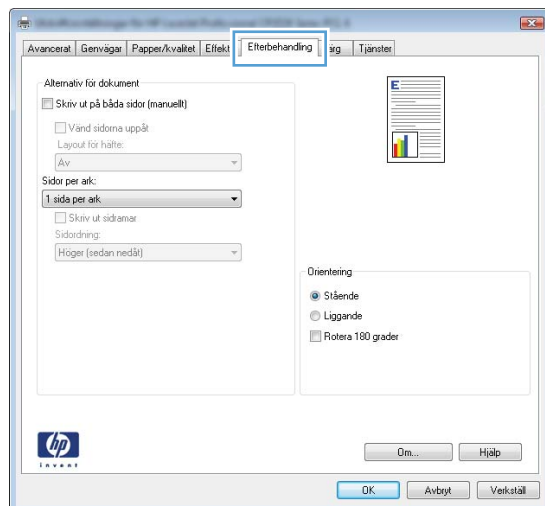 Avancerat Genvägar Papper/kvalitet Effekt Efterbehandling ärg Tjänster
Alternativ för dokument
Skriv ut på båda sidor (manuellt)
Vänd sidorna uppåt
Layout för häfte:
Av
Sidor per ark:
1 sida per ark
Skriv ut sidramar
Sidordning:
Höger (sedan nedåt)
E
Orientering
Stående
Liggande
Rotera 180 grader
hp
invent
Om... Hjälp
OK Avbryt Verkställ